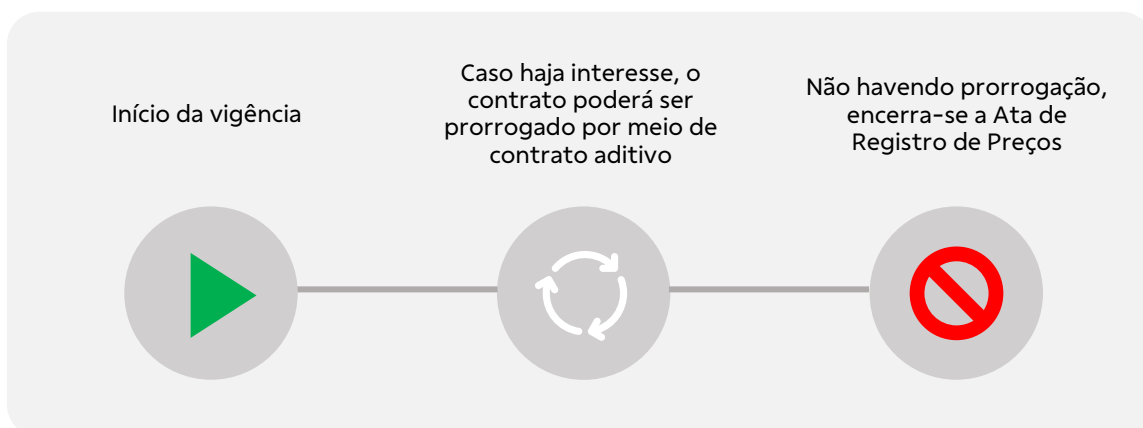 Início da vigência
Caso haja interesse, o
contrato poderá ser
prorrogado por meio de
contrato aditivo
Não havendo prorrogação,
encerra-se a Ata de
Registro de Preços